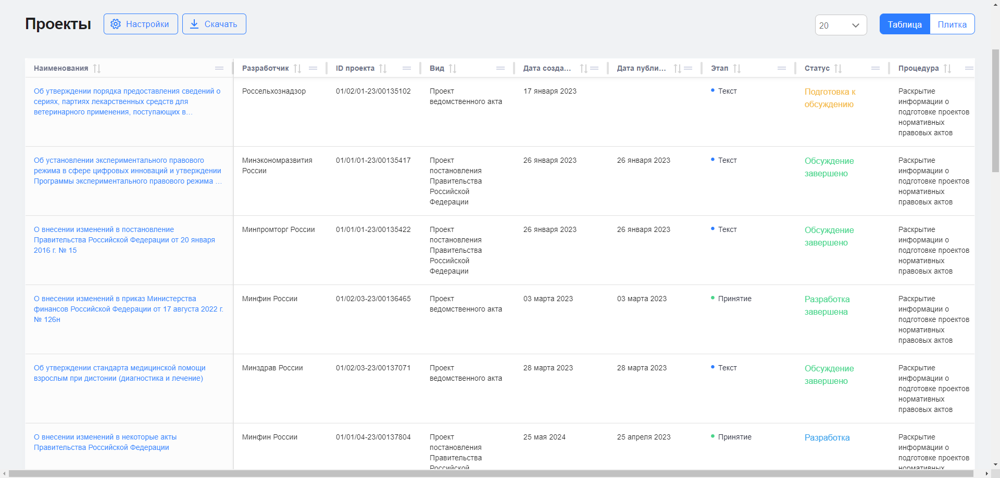 Проекты
Настройки
Скачать
20
Таблица
Плитка
Наименования
Разработчик
ID проекта
Вид
Дата созда...
Дата публи...
Этап
Статус
Процедура
Об утверждении порядка предоставления сведений о
сериях, партиях лекарственных средств для
ветеринарного применения, поступающих в…
Россельхознадзор
01/02/01-23/00135102
Проект
ведомственного акта
17 января 2023
Текст
Подготовка к
обсуждению
Раскрытие
информации о
подготовке проектов
нормативных
правовых актов
Об установлении экспериментального правового
режима в сфере цифровых инноваций и утверждении
Программы экспериментального правового режима …
Минэкономразвития
России
01/01/01-23/00135417
Проект
постановления
Правительства
Российской
Федерации
26 января 2023
26 января 2023
Текст
Обсуждение
завершено
Раскрытие
информации о
подготовке проектов
нормативных
правовых актов
О внесении изменений в постановление
Правительства Российской Федерации от 20 января
2016 г. № 15
Минпромторг России
01/01/01-23/00135422
Проект
постановления
Правительства
Российской
Федерации
26 января 2023
26 января 2023
Текст
Обсуждение
завершено
Раскрытие
информации о
подготовке проектов
нормативных
правовых актов
О внесении изменений в приказ Министерства
финансов Российской Федерации от 17 августа 2022 г.
№ 126н
Минфин России
01/02/03-23/00136465
Проект
ведомственного акта
03 марта 2023
03 марта 2023
Принятие
Разработка
завершена
Раскрытие
информации о
подготовке проектов
нормативных
правовых актов
Об утверждении стандарта медицинской помощи
взрослым при дистонии (диагностика и лечение)
Минздрав России
01/02/03-23/00137071
Проект
ведомственного акта
28 марта 2023
28 марта 2023
Текст
Обсуждение
завершено
Раскрытие
информации о
подготовке проектов
нормативных
правовых актов
О внесении изменений в некоторые акты
Правительства Российской Федерации
Минфин России
01/01/04-23/00137804
Проект
постановления
Правительства
Российской
25 мая 2024
25 апреля 2023
Принятие
Разработка
Раскрытие
информации о
подготовке проектов
нормативных